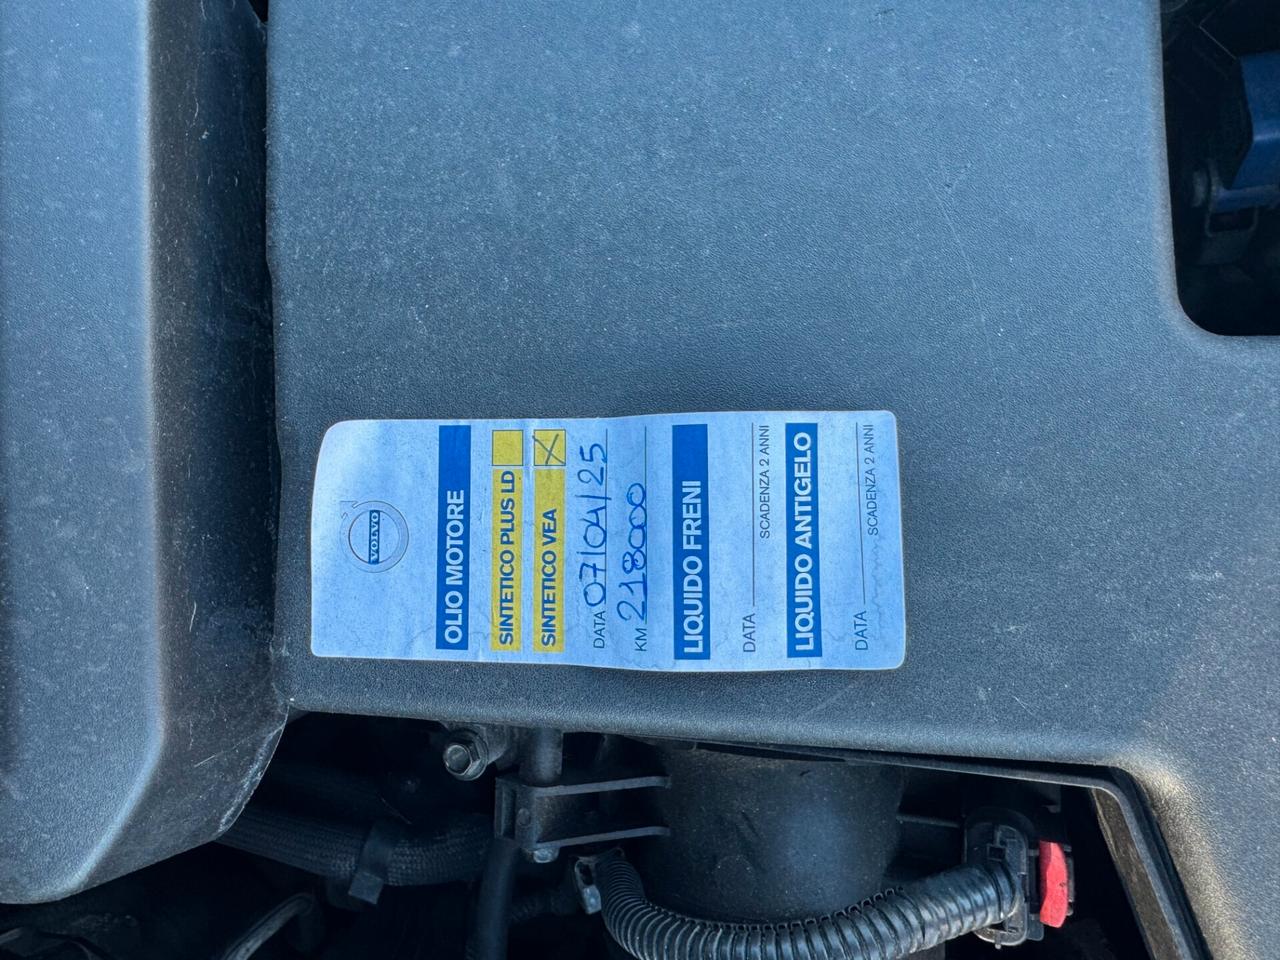 VOLVO
OLIO MOTORE
SINTETICO PLUS LD
SINTETICO VEA X
DATA 07/04/25
KM 218000
LIQUIDO FRENI
DATA
SCADENZA 2 ANNI
LIQUIDO ANTIGELO
DATA
SCADENZA 2 ANNI